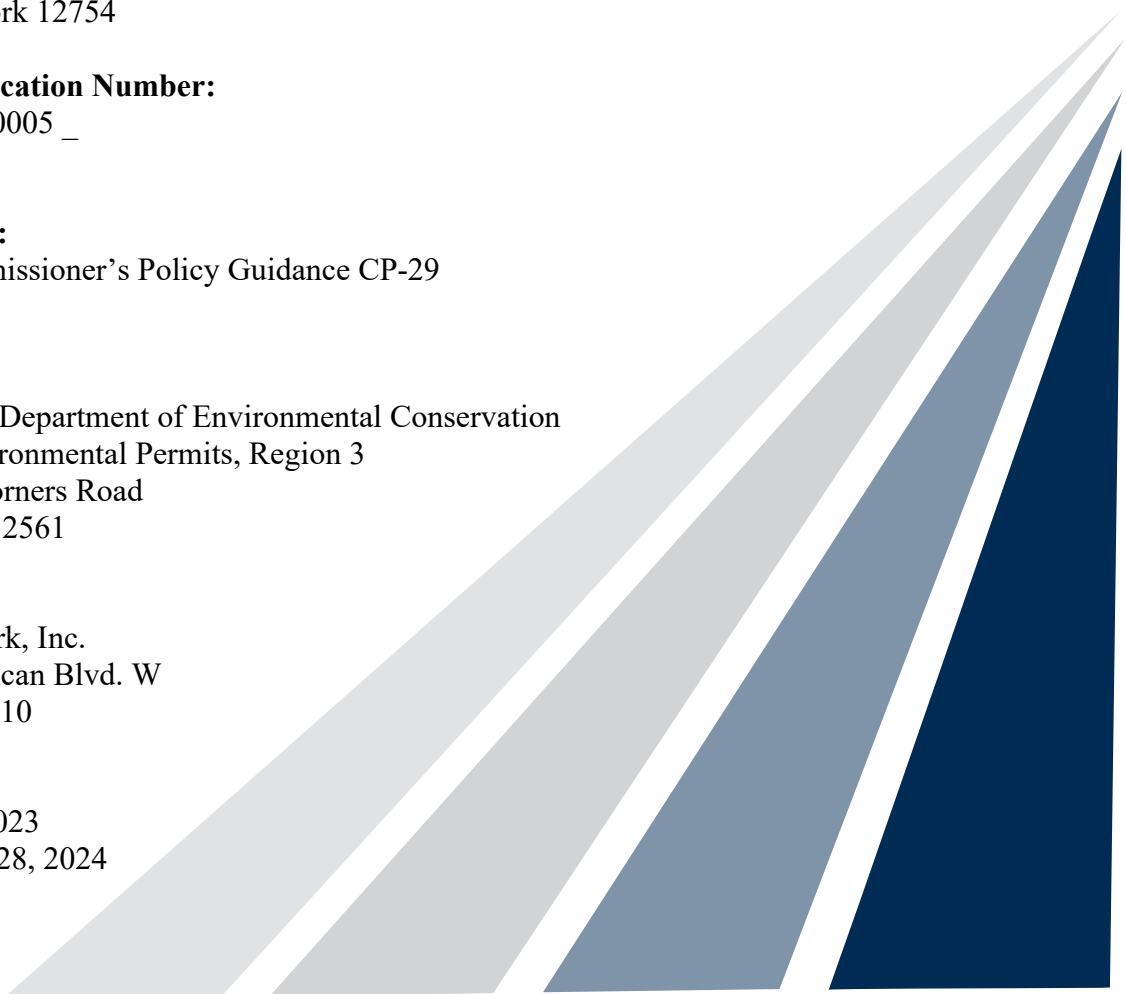 rk 12754
cation Number:
0005 _
:
issioner’s Policy Guidance CP-29
Department of Environmental Conservation
ronmental Permits, Region 3
orners Road
2561
rk, Inc.
can Blvd. W
10
023
28, 2024